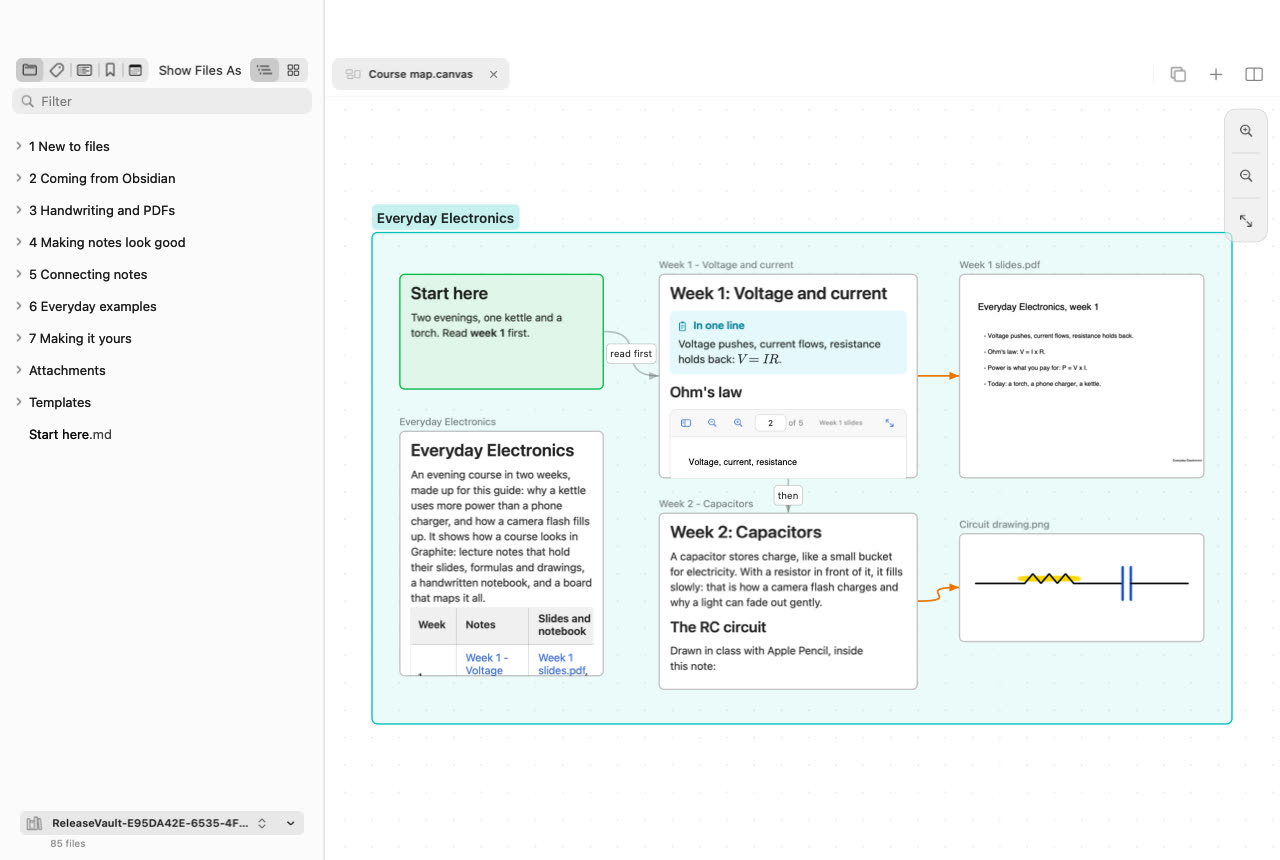 Show Files As
Filter
1 New to files
2 Coming from Obsidian
3 Handwriting and PDFs
4 Making notes look good
5 Connecting notes
6 Everyday examples
7 Making it yours
Attachments
Templates
Start here.md
ReleaseVault-E95DA42E-6535-4F...
85 files
Course map.canvas
Everyday Electronics
Start here
Two evenings, one kettle and a
torch. Read week 1 first.
read first
Everyday Electronics
Everyday Electronics
An evening course in two weeks,
made up for this guide: why a kettle
uses more power than a phone
charger, and how a camera flash fills
up. It shows how a course looks in
Graphite: lecture notes that hold
their slides, formulas and drawings,
a handwritten notebook, and a board
that maps it all.
Week Notes Slides and
notebook
Week 1 - Week 1
Voltage slides.pdf,
Week 1 - Voltage and current
Week 1: Voltage and current
In one line
Voltage pushes, current flows, resistance
holds back: V = IR.
Ohm's law
2 of 5 Week 1 slides
Voltage, current, resistance
then
Week 2 - Capacitors
Week 2: Capacitors
A capacitor stores charge, like a small bucket
for electricity. With a resistor in front of it, it fills
slowly: that is how a camera flash charges and
why a light can fade out gently.
The RC circuit
Drawn in class with Apple Pencil, inside
this note:
Week 1 slides.pdf
Everyday Electronics, week 1
- Voltage pushes, current flows, resistance holds back.
- Ohm's law: V = I x R.
- Power is what you pay for: P = V x I.
- Today: a torch, a phone charger, a kettle.
Everyday Electronics
Circuit drawing.png